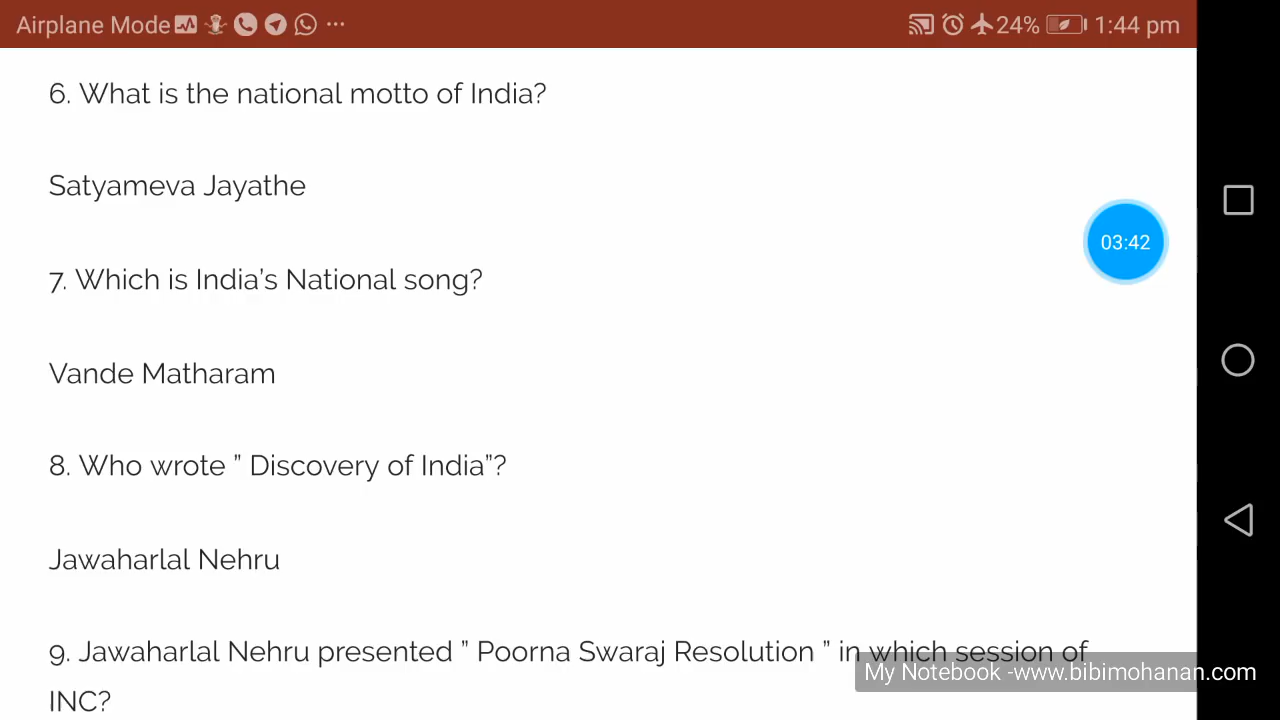 Airplane Mode ... 24% 1:44 pm
6. What is the national motto of India?
Satyameva Jayathe
03:42
7. Which is India’s National song?
Vande Matharam
8. Who wrote ” Discovery of India”?
Jawaharlal Nehru
9. Jawaharlal Nehru presented ” Poorna Swaraj Resolution ” in which session of
INC?
My Notebook -www.bibimohanan.com